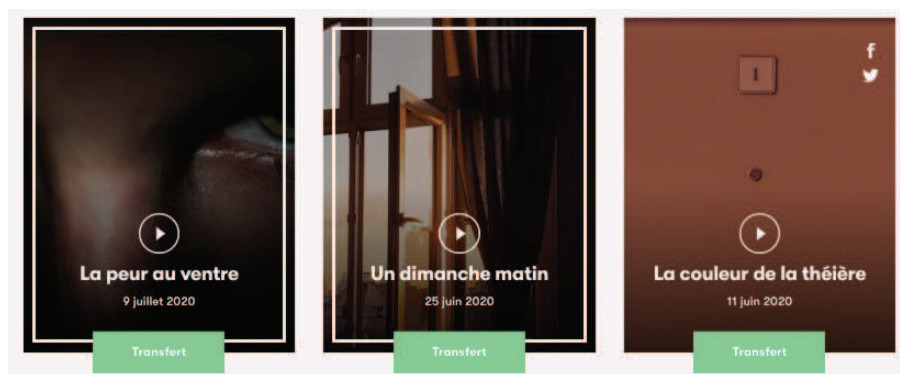 La peur au ventre
9 juillet 2020
Transfert
Un dimanche matin
25 juin 2020
Transfert
1
La couleur de la théière
11 juin 2020
Transfert